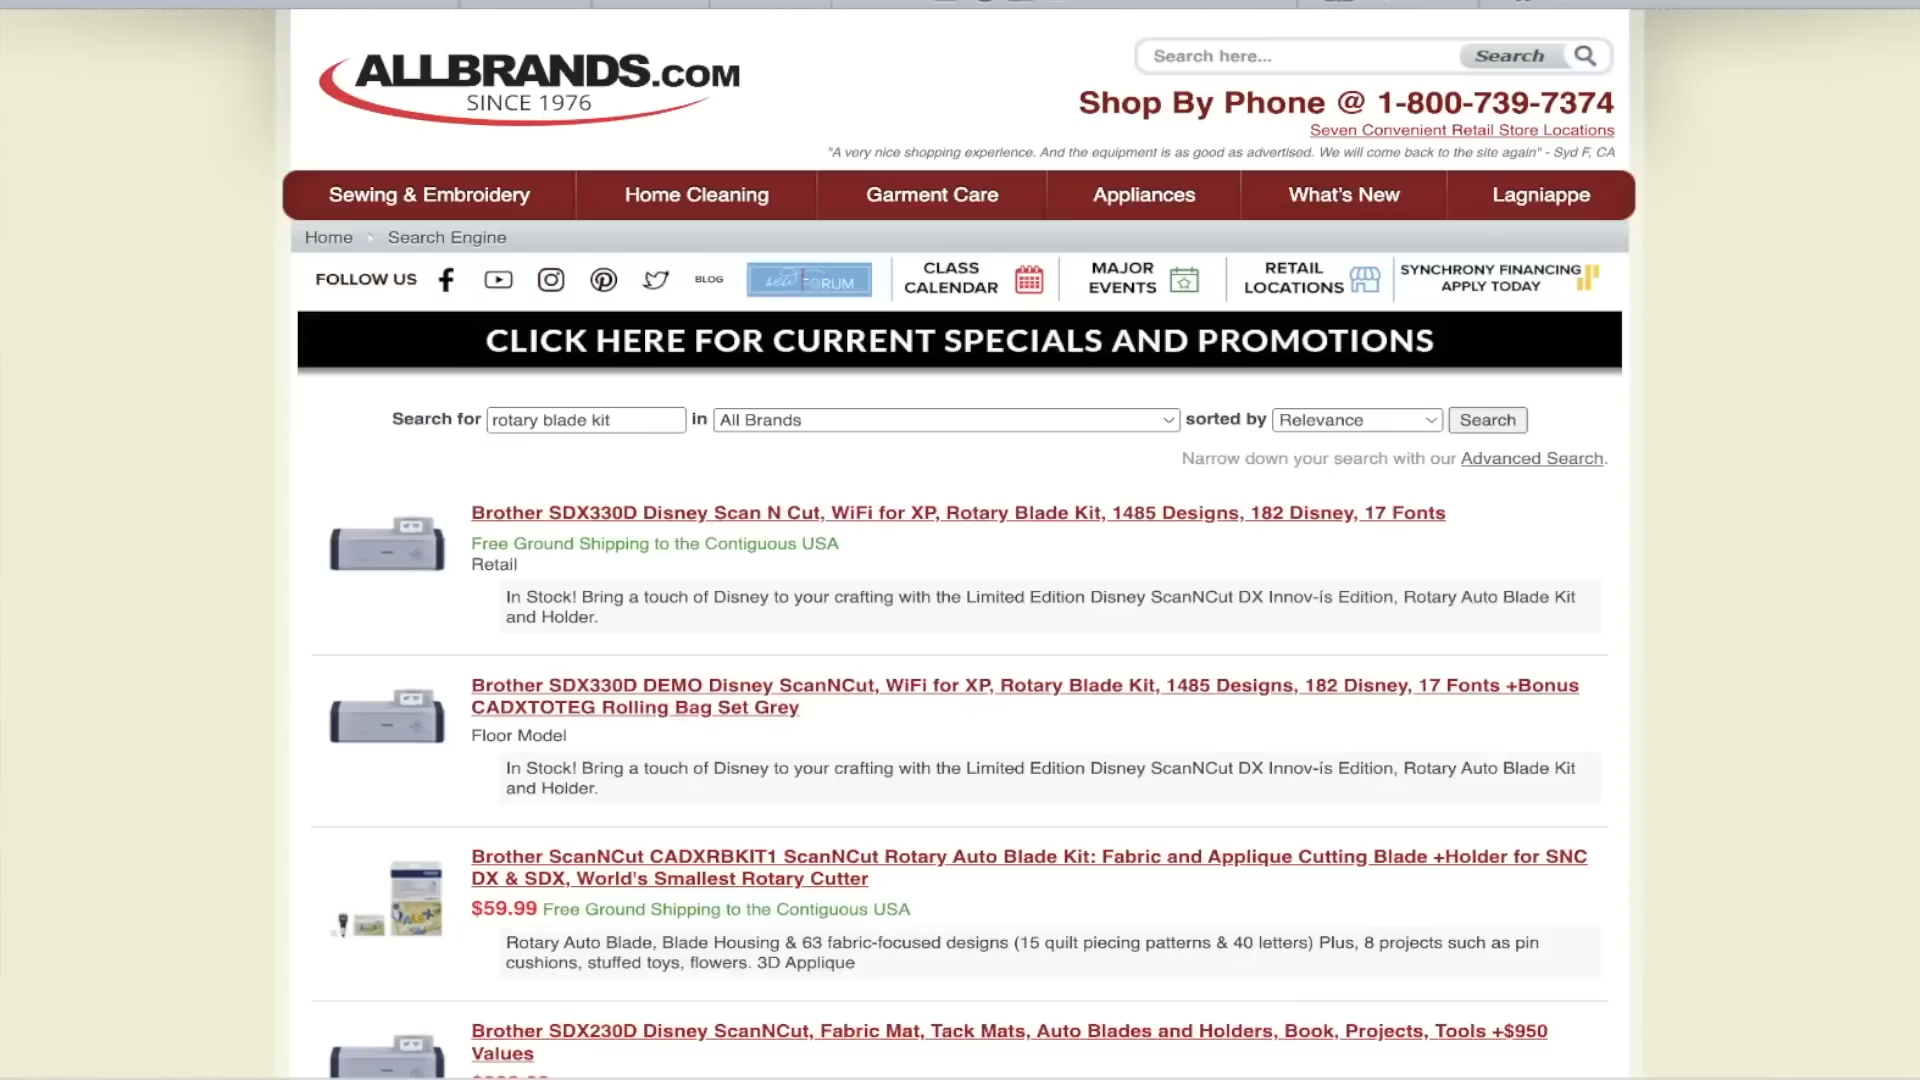 ALLBRANDS.COM
SINCE 1976
Search here...
Search
Shop By Phone @ 1-800-739-7374
Seven Convenient Retail Store Locations
"A very nice shopping experience. And the equipment is as good as advertised. We will come back to the site again" - Syd F, CA
Sewing & Embroidery Home Cleaning Garment Care Appliances What's New Lagniappe
Home Search Engine
FOLLOW US BLOG sew FORUM
CLASS
CALENDAR
MAJOR
EVENTS
RETAIL
LOCATIONS
SYNCHRONY FINANCING
APPLY TODAY
CLICK HERE FOR CURRENT SPECIALS AND PROMOTIONS
Search for rotary blade kit in All Brands sorted by Relevance Search
Narrow down your search with our Advanced Search.
Brother SDX330D Disney Scan N Cut, WiFi for XP, Rotary Blade Kit, 1485 Designs, 182 Disney, 17 Fonts
Free Ground Shipping to the Contiguous USA
Retail
In Stock! Bring a touch of Disney to your crafting with the Limited Edition Disney ScanNCut DX Innov-ís Edition, Rotary Auto Blade Kit
and Holder.
Brother SDX330D DEMO Disney ScanNCut, WiFi for XP, Rotary Blade Kit, 1485 Designs, 182 Disney, 17 Fonts +Bonus
CADXTOTEG Rolling Bag Set Grey
Floor Model
In Stock! Bring a touch of Disney to your crafting with the Limited Edition Disney ScanNCut DX Innov-ís Edition, Rotary Auto Blade Kit
and Holder.
Brother ScanNCut CADXRBKIT1 ScanNCut Rotary Auto Blade Kit: Fabric and Applique Cutting Blade +Holder for SNC
DX & SDX, World's Smallest Rotary Cutter
$59.99 Free Ground Shipping to the Contiguous USA
Rotary Auto Blade, Blade Housing & 63 fabric-focused designs (15 quilt piecing patterns & 40 letters) Plus, 8 projects such as pin
cushions, stuffed toys, flowers. 3D Applique
Brother SDX230D Disney ScanNCut, Fabric Mat, Tack Mats, Auto Blades and Holders, Book, Projects, Tools +$950
Values